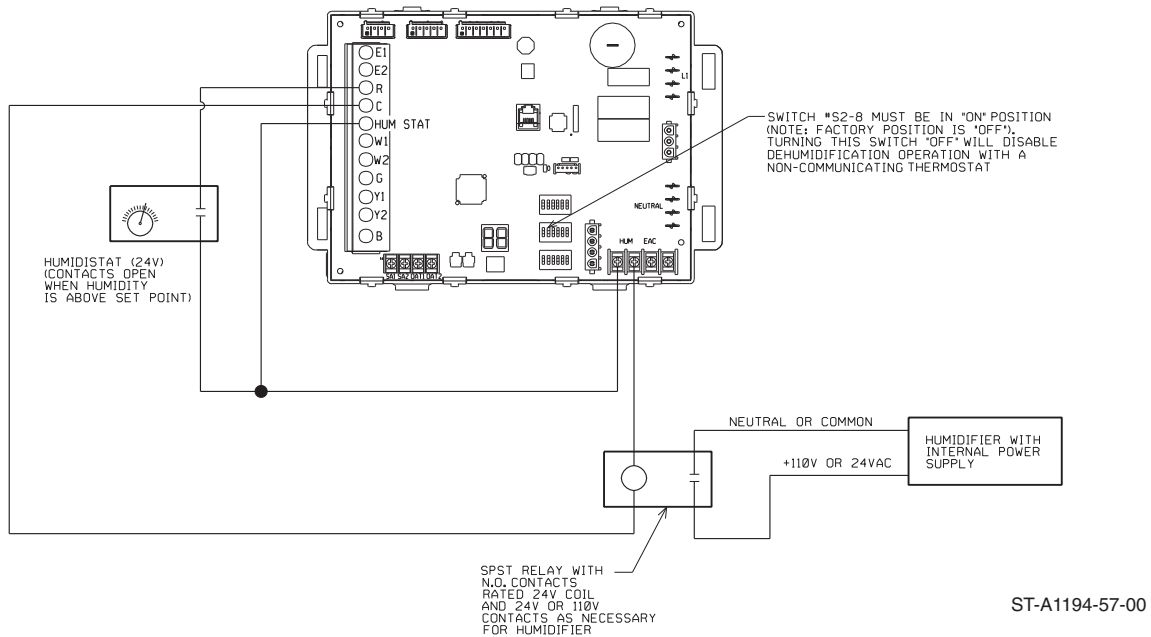 E1
E2
R
C
HUM STAT
W1
W2
G
Y1
Y2
B
L1
NEUTRAL
HUM EAC
SA1 SA2 OAT1 OAT2
SWITCH #S2-8 MUST BE IN "ON" POSITION
(NOTE: FACTORY POSITION IS "OFF").
TURNING THIS SWITCH "OFF" WILL DISABLE
DEHUMIDIFICATION OPERATION WITH A
NON-COMMUNICATING THERMOSTAT
HUMIDISTAT (24V)
(CONTACTS OPEN
WHEN HUMIDITY
IS ABOVE SET POINT)
NEUTRAL OR COMMON
+110V OR 24VAC
HUMIDIFIER WITH
INTERNAL POWER
SUPPLY
SPST RELAY WITH
N.O. CONTACTS
RATED 24V COIL
AND 24V OR 110V
CONTACTS AS NECESSARY
FOR HUMIDIFIER
ST-A1194-57-00